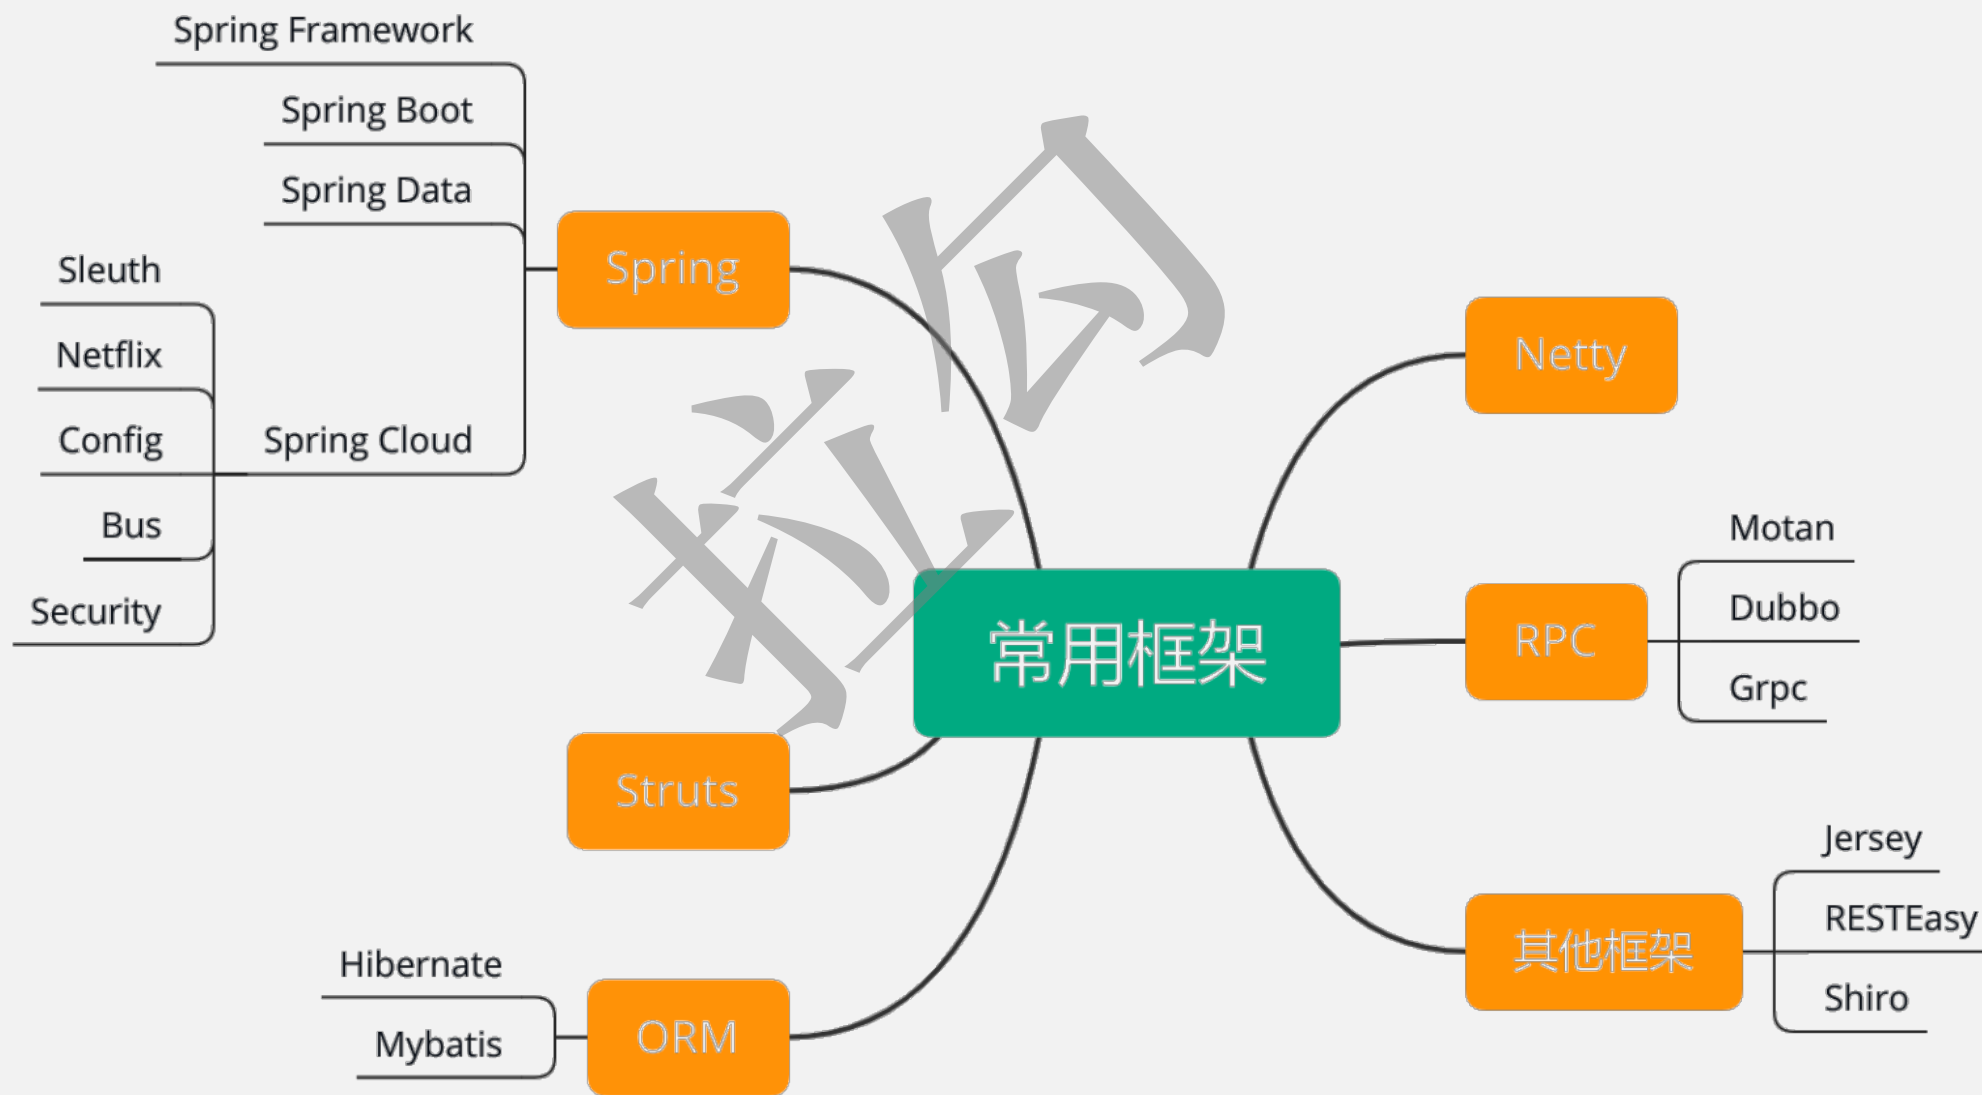 Spring Framework
Spring Boot
Spring Data
Sleuth
Netflix
Config
Bus
Security
Spring Cloud
Spring
Struts
Hibernate
Mybatis
ORM
常用框架
Netty
RPC
Motan
Dubbo
Grpc
其他框架
Jersey
RESTEasy
Shiro
拉勾